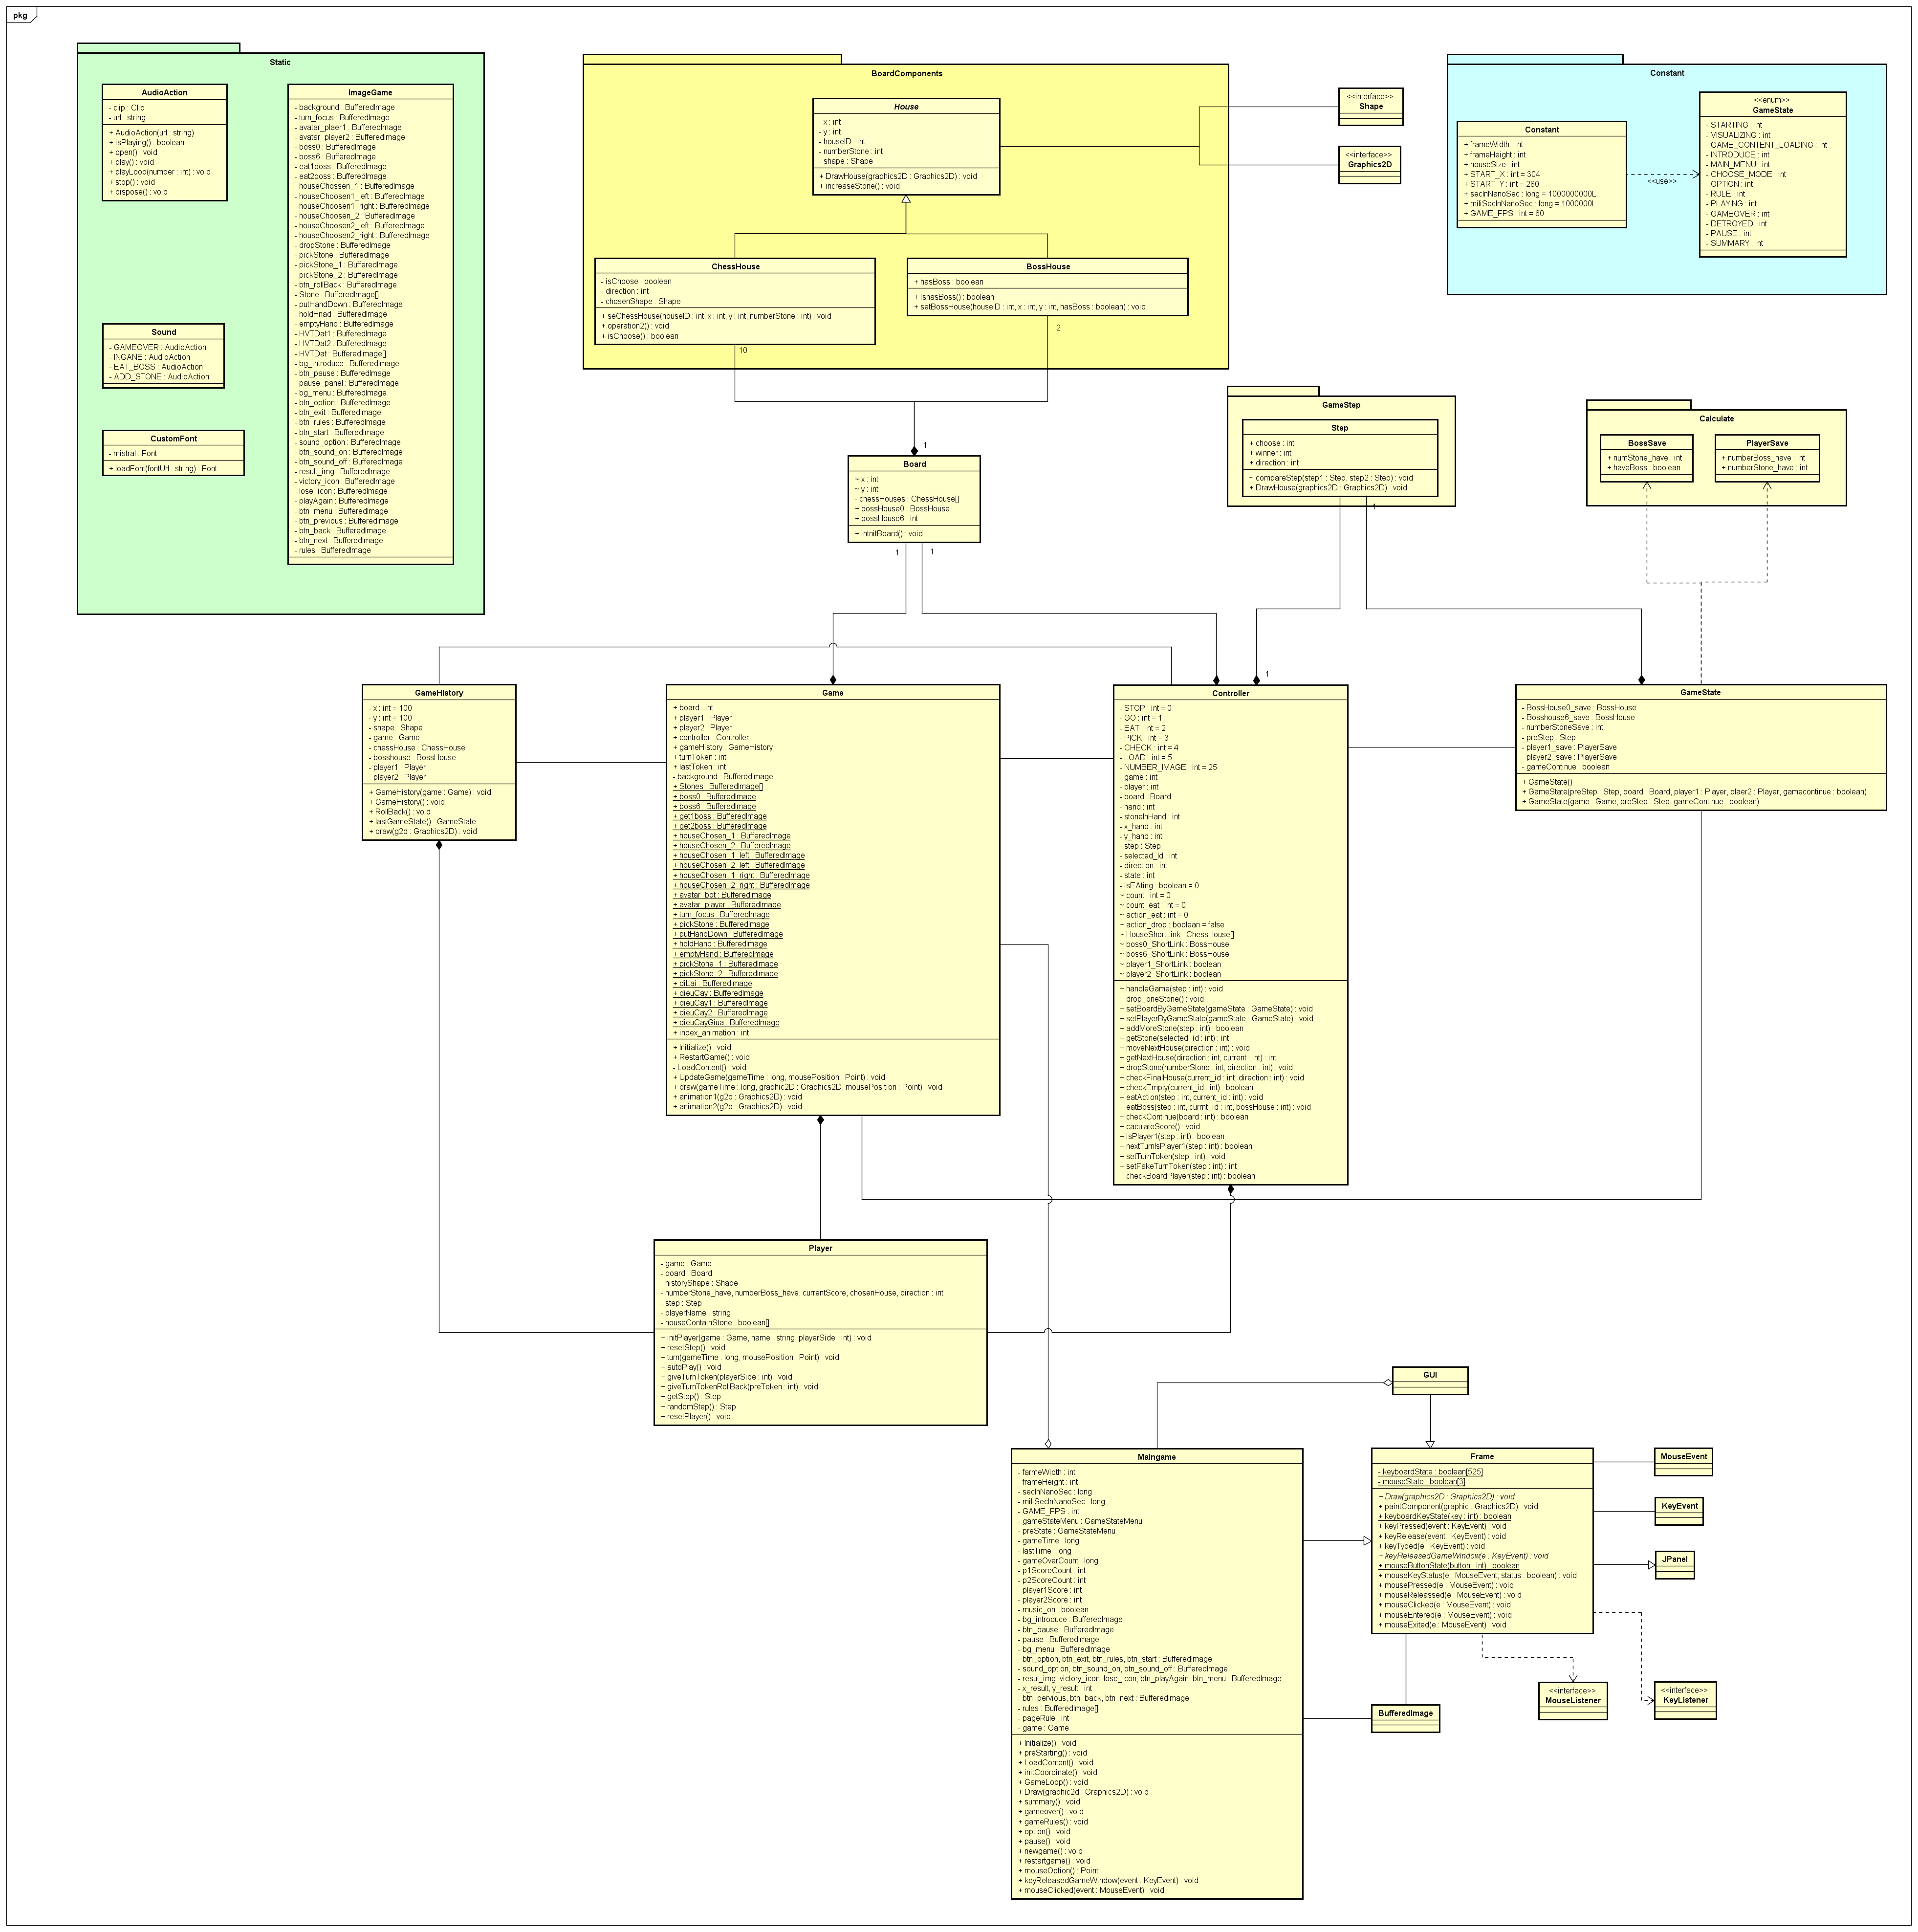 pkg
Static
AudioAction
- clip : Clip
- url : string
+ AudioAction(url : string)
+ isPlaying() : boolean
+ open() : void
+ play() : void
+ playLoop(number : int) : void
+ stop() : void
+ dispose() : void
ImageGame
- background : BufferedImage
- turn_focus : BufferedImage
- avatar_plaer1 : BufferedImage
- avatar_player2 : BufferedImage
- boss0 : BufferedImage
- boss6 : BufferedImage
- eat1boss : BufferedImage
- eat2boss : BufferedImage
- houseChossen_1 : BufferedImage
- houseChoosen1_left : BufferedImage
- houseChoosen1_right : BufferedImage
- houseChoosen_2 : BufferedImage
- houseChoosen2_left : BufferedImage
- houseChoosen2_right : BufferedImage
- dropStone : BufferedImage
- pickStone : BufferedImage
- pickStone_1 : BufferedImage
- pickStone_2 : BufferedImage
- btn_rollBack : BufferedImage
- Stone : BufferedImage[]
- putHandDown : BufferedImage
- holdHnad : BufferedImage
- emptyHand : BufferedImage
- HVTDat1 : BufferedImage
- HVTDat2 : BufferedImage
- HVTDat : BufferedImage[]
- bg_introduce : BufferedImage
- btn_pause : BufferedImage
- pause_panel : BufferedImage
- bg_menu : BufferedImage
- btn_option : BufferedImage
- btn_exit : BufferedImage
- btn_rules : BufferedImage
- btn_start : BufferedImage
- sound_option : BufferedImage
- btn_sound_on : BufferedImage
- btn_sound_off : BufferedImage
- result_img : BufferedImage
- victory_icon : BufferedImage
- lose_icon : BufferedImage
- playAgain : BufferedImage
- btn_menu : BufferedImage
- btn_previous : BufferedImage
- btn_back : BufferedImage
- btn_next : BufferedImage
- rules : BufferedImage
Sound
- GAMEOVER : AudioAction
- INGANE : AudioAction
- EAT_BOSS : AudioAction
- ADD_STONE : AudioAction
CustomFont
- mistral : Font
+ loadFont(fontUrl : string) : Font
BoardComponents
House
- x : int
- y : int
- houseID : int
- numberStone : int
- shape : Shape
+ DrawHouse(graphics2D : Graphics2D) : void
+ increaseStone() : void
ChessHouse
- isChoose : boolean
- direction : int
- chosenShape : Shape
+ seChessHouse(houseID : int, x : int, y : int, numberStone : int) : void
+ operation2() : void
+ isChoose() : boolean
10
BossHouse
+ hasBoss : boolean
+ ishasBoss() : boolean
+ setBossHouse(houseID : int, x : int, y : int, hasBoss : boolean) : void
2
<<interface>>
Shape
<<interface>>
Graphics2D
Constant
Constant
+ frameWidth : int
+ frameHeight : int
+ houseSize : int
+ START_X : int = 304
+ START_Y : int = 280
+ secInNanoSec : long = 1000000000L
+ miliSecInNanoSec : long = 1000000L
+ GAME_FPS : int = 60
<<use>>
<<enum>>
GameState
- STARTING : int
- VISUALIZING : int
- GAME_CONTENT_LOADING : int
- INTRODUCE : int
- MAIN_MENU : int
- CHOOSE_MODE : int
- OPTION : int
- RULE : int
- PLAYING : int
- GAMEOVER : int
- DETROYED : int
- PAUSE : int
- SUMMARY : int
1
Board
~ x : int
~ y : int
- chessHouses : ChessHouse[]
+ bossHouse0 : BossHouse
+ bossHouse6 : int
+ intnitBoard() : void
1
1
GameStep
Step
+ choose : int
+ winner : int
+ direction : int
~ compareStep(step1 : Step, step2 : Step) : void
+ DrawHouse(graphics2D : Graphics2D) : void
1
Calculate
BossSave
+ numStone_have : int
+ haveBoss : boolean
PlayerSave
+ numberBoss_have : int
+ numberStone_have : int
GameHistory
- x : int = 100
- y : int = 100
- shape : Shape
- game : Game
- chessHouse : ChessHouse
- bosshouse : BossHouse
- player1 : Player
- player2 : Player
+ GameHistory(game : Game) : void
+ GameHistory() : void
+ RollBack() : void
+ lastGameState() : GameState
+ draw(g2d : Graphics2D) : void
Game
+ board : int
+ player1 : Player
+ player2 : Player
+ controller : Controller
+ gameHistory : GameHistory
+ turnToken : int
+ lastToken : int
- background : BufferedImage
+ Stones : BufferedImage[]
+ boss0 : BufferedImage
+ boss6 : BufferedImage
+ get1boss : BufferedImage
+ get2boss : BufferedImage
+ houseChosen_1 : BufferedImage
+ houseChosen_2 : BufferedImage
+ houseChosen_1_left : BufferedImage
+ houseChosen_2_left : BufferedImage
+ houseChosen_1_right : BufferedImage
+ houseChosen_2_right : BufferedImage
+ avatar_bot : BufferedImage
+ avatar_player : BufferedImage
+ turn_focus : BufferedImage
+ pickStone : BufferedImage
+ putHandDown : BufferedImage
+ holdHand : BufferedImage
+ emptyHand : BufferedImage
+ pickStone_1 : BufferedImage
+ pickStone_2 : BufferedImage
+ diLai : BufferedImage
+ dieuCay : BufferedImage
+ dieuCay1 : BufferedImage
+ dieuCay2 : BufferedImage
+ dieuCayGiua : BufferedImage
+ index_animation : int
+ Initialize() : void
+ RestartGame() : void
- LoadContent() : void
+ UpdateGame(gameTime : long, mousePosition : Point) : void
+ draw(gameTime : long, graphic2D : Graphics2D, mousePosition : Point) : void
+ animation1(g2d : Graphics2D) : void
+ animation2(g2d : Graphics2D) : void
1
Controller
- STOP : int = 0
- GO : int = 1
- EAT : int = 2
- PICK : int = 3
- CHECK : int = 4
- LOAD : int = 5
- NUMBER_IMAGE : int = 25
- game : int
- player : int
- board : Board
- hand : int
- stoneInHand : int
- x_hand : int
- y_hand : int
- step : Step
- selected_Id : int
- direction : int
- state : int
- isEAting : boolean = 0
~ count : int = 0
~ count_eat : int = 0
~ action_eat : int = 0
~ action_drop : boolean = false
~ HouseShortLink : ChessHouse[]
~ boss0_ShortLink : BossHouse
~ boss6_ShortLink : BossHouse
~ player1_ShortLink : boolean
~ player2_ShortLink : boolean
+ handleGame(step : int) : void
+ drop_oneStone() : void
+ setBoardByGameState(gameState : GameState) : void
+ setPlayerByGameState(gameState : GameState) : void
+ addMoreStone(step : int) : boolean
+ getStone(selected_id : int) : int
+ moveNextHouse(direction : int) : void
+ getNextHouse(direction : int, current : int) : int
+ dropStone(numberStone : int, direction : int) : void
+ checkFinalHouse(current_id : int, direction : int) : void
+ checkEmpty(current_id : int) : boolean
+ eatAction(step : int, current_id : int) : void
+ eatBoss(step : int, currnt_id : int, bossHouse : int) : void
+ checkContinue(board : int) : boolean
+ caculateScore() : void
+ isPlayer1(step : int) : boolean
+ nextTurnIsPlayer1(step : int) : boolean
+ setTurnToken(step : int) : void
+ setFakeTurnToken(step : int) : int
+ checkBoardPlayer(step : int) : boolean
GameState
- BossHouse0_save : BossHouse
- Bosshouse6_save : BossHouse
- numberStoneSave : int
- preStep : Step
- player1_save : PlayerSave
- player2_save : PlayerSave
- gameContinue : boolean
+ GameState()
+ GameState(preStep : Step, board : Board, player1 : Player, plaer2 : Player, gamecontinue : boolean)
+ GameState(game : Game, preStep : Step, gameContinue : boolean)
Player
- game : Game
- board : Board
- historyShape : Shape
- numberStone_have, numberBoss_have, currentScore, chosenHouse, direction : int
- step : Step
- playerName : string
- houseContainStone : boolean[]
+ initPlayer(game : Game, name : string, playerSide : int) : void
+ resetStep() : void
+ turn(gameTime : long, mousePosition : Point) : void
+ autoPlay() : void
+ giveTurnToken(playerSide : int) : void
+ giveTurnTokenRollBack(preToken : int) : void
+ getStep() : Step
+ randomStep() : Step
+ resetPlayer() : void
GUI
Maingame
- farmeWidth : int
- frameHeight : int
- secInNanoSec : long
- miliSecInNanoSec : long
- GAME_FPS : int
- gameStateMenu : GameStateMenu
- preState : GameStateMenu
- gameTime : long
- lastTime : long
- gameOverCount : long
- p1ScoreCount : int
- p2ScoreCount : int
- player1Score : int
- player2Score : int
- music_on : boolean
- bg_introduce : BufferedImage
- btn_pause : BufferedImage
- pause : BufferedImage
- bg_menu : BufferedImage
- btn_option, btn_exit, btn_rules, btn_start : BufferedImage
- sound_option, btn_sound_on, btn_sound_off : BufferedImage
- resul_img, victory_icon, lose_icon, btn_playAgain, btn_menu : BufferedImage
- x_result, y_result : int
- btn_pervious, btn_back, btn_next : BufferedImage
- rules : BufferedImage[]
- pageRule : int
- game : Game
+ Initialize() : void
+ preStarting() : void
+ LoadContent() : void
+ initCoordinate() : void
+ GameLoop() : void
+ Draw(graphic2d : Graphics2D) : void
+ summary() : void
+ gameover() : void
+ gameRules() : void
+ option() : void
+ pause() : void
+ newgame() : void
+ restartgame() : void
+ mouseOption() : Point
+ keyReleasedGameWindow(event : KeyEvent) : void
+ mouseClicked(event : MouseEvent) : void
Frame
- keyboardState : boolean[525]
- mouseState : boolean[3]
+ Draw(graphics2D : Graphics2D) : void
+ paintComponent(graphic : Graphics2D) : void
+ keyboardKeyState(key : int) : boolean
+ keyPressed(event : KeyEvent) : void
+ keyRelease(event : KeyEvent) : void
+ keyTyped(e : KeyEvent) : void
+ keyReleasedGameWindow(e : KeyEvent) : void
+ mouseButtonState(button : int) : boolean
+ mouseKeyStatus(e : MouseEvent, status : boolean) : void
+ mousePressed(e : MouseEvent) : void
+ mouseReleassed(e : MouseEvent) : void
+ mouseClicked(e : MouseEvent) : void
+ mouseEntered(e : MouseEvent) : void
+ mouseExited(e : MouseEvent) : void
MouseEvent
KeyEvent
JPanel
<<interface>>
MouseListener
<<interface>>
KeyListener
BufferedImage